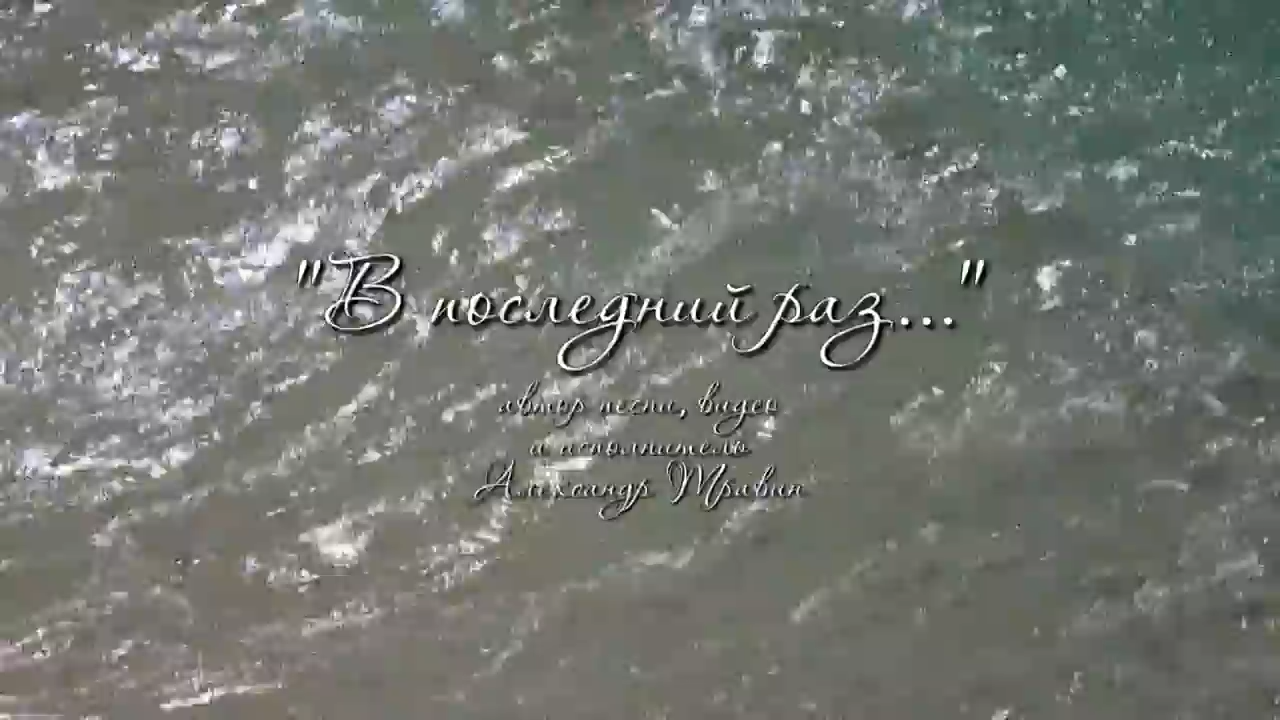 "В последний раз..."
автор песни, видео
и исполнитель
Александр Травин